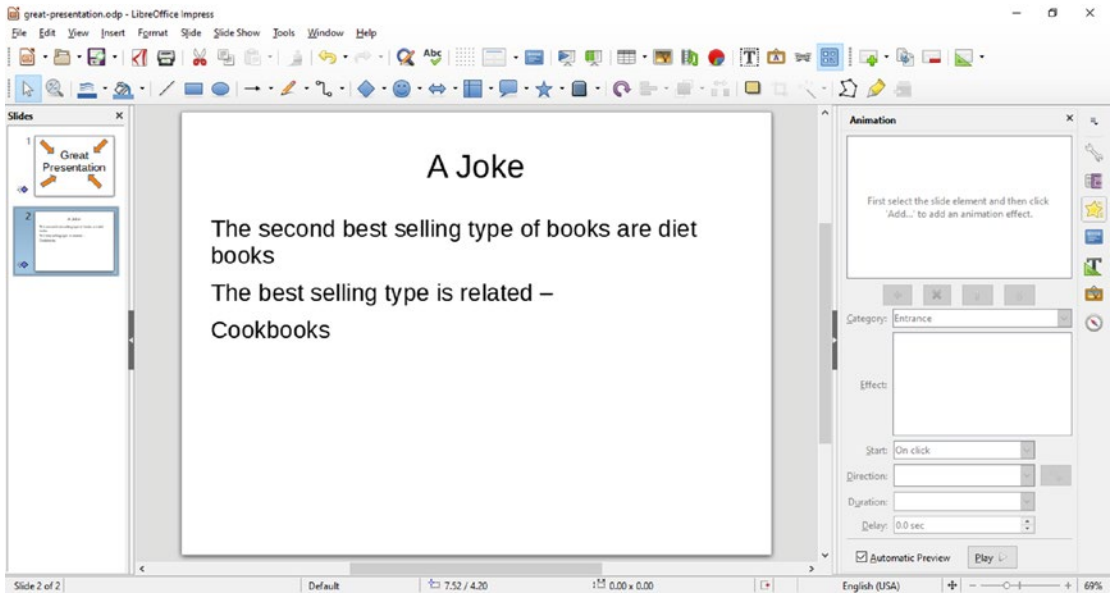 great-presentation.odp - LibreOffice Impress
File Edit View Insert Format Slide Slide Show Tools Window Help
Abc
Slides
1
Great
Presentation
2
A Joke
The second best selling type of books are diet
books
The best selling type is related –
Cookbooks
Animation
First select the slide element and then click
'Add...' to add an animation effect.
Category: Entrance
Effect:
Start: On click
Direction:
Duration:
Delay: 0.0 sec
Automatic Preview Play
Slide 2 of 2 Default 7.52 / 4.20 0.00 x 0.00 English (USA) 69%